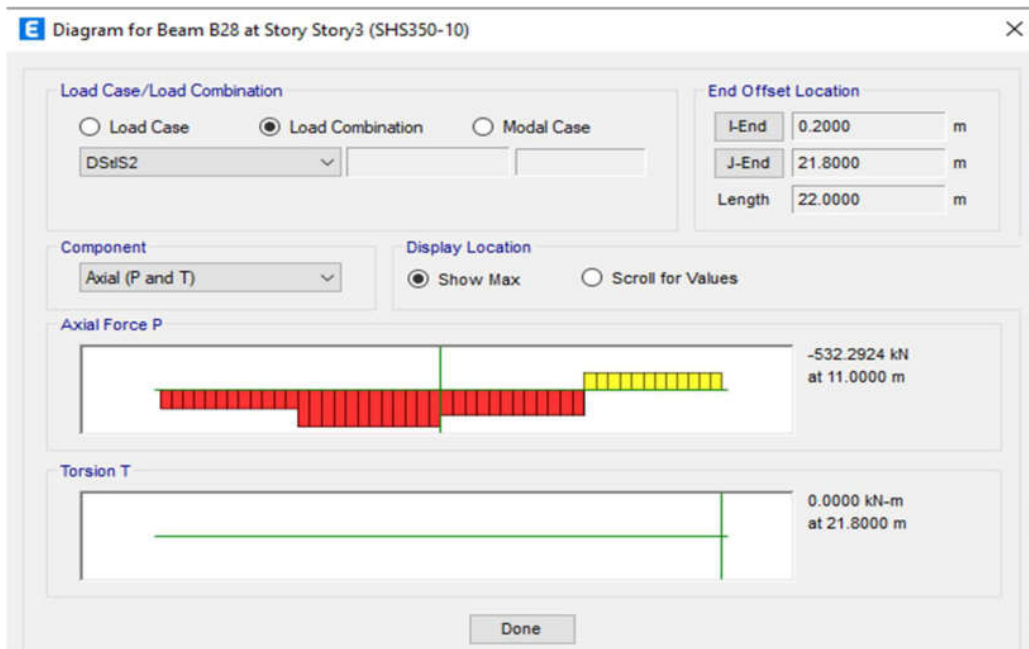 E Diagram for Beam B28 at Story Story3 (SHS350-10)
Load Case/Load Combination
Load Case Load Combination Modal Case
DStlS2
End Offset Location
I-End 0.2000 m
J-End 21.8000 m
Length 22.0000 m
Component
Axial (P and T)
Display Location
Show Max Scroll for Values
Axial Force P
-532.2924 kN
at 11.0000 m
Torsion T
0.0000 kN-m
at 21.8000 m
Done